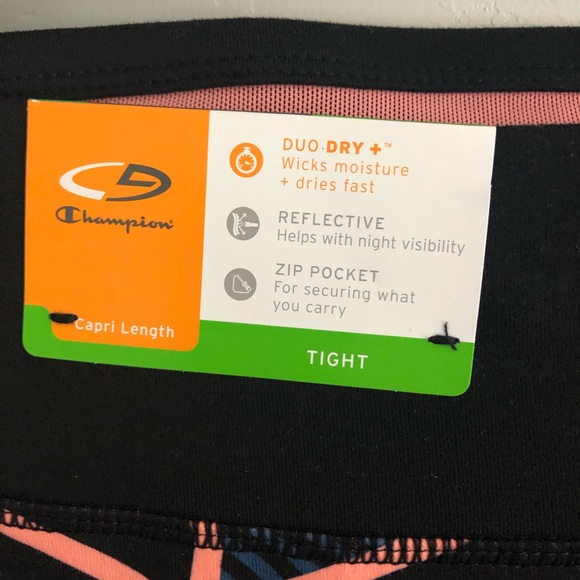 Champion
Capri Length
DUO·DRY +™
Wicks moisture
+ dries fast
REFLECTIVE
Helps with night visibility
ZIP POCKET
For securing what
you carry
TIGHT